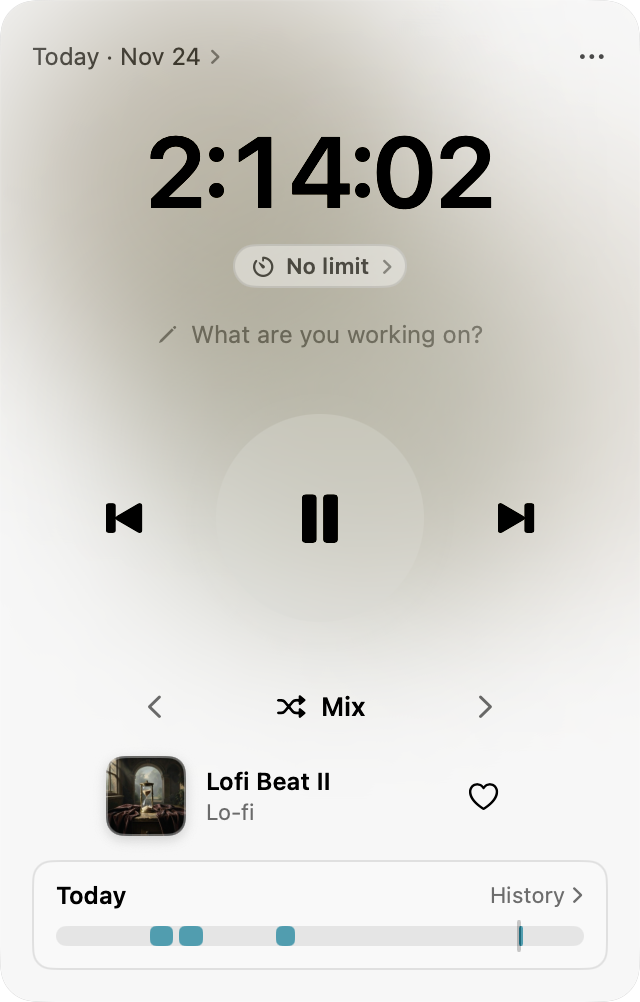 Today · Nov 24
2:14:02
No limit
What are you working on?
Mix
Lofi Beat II
Lo-fi
Today History